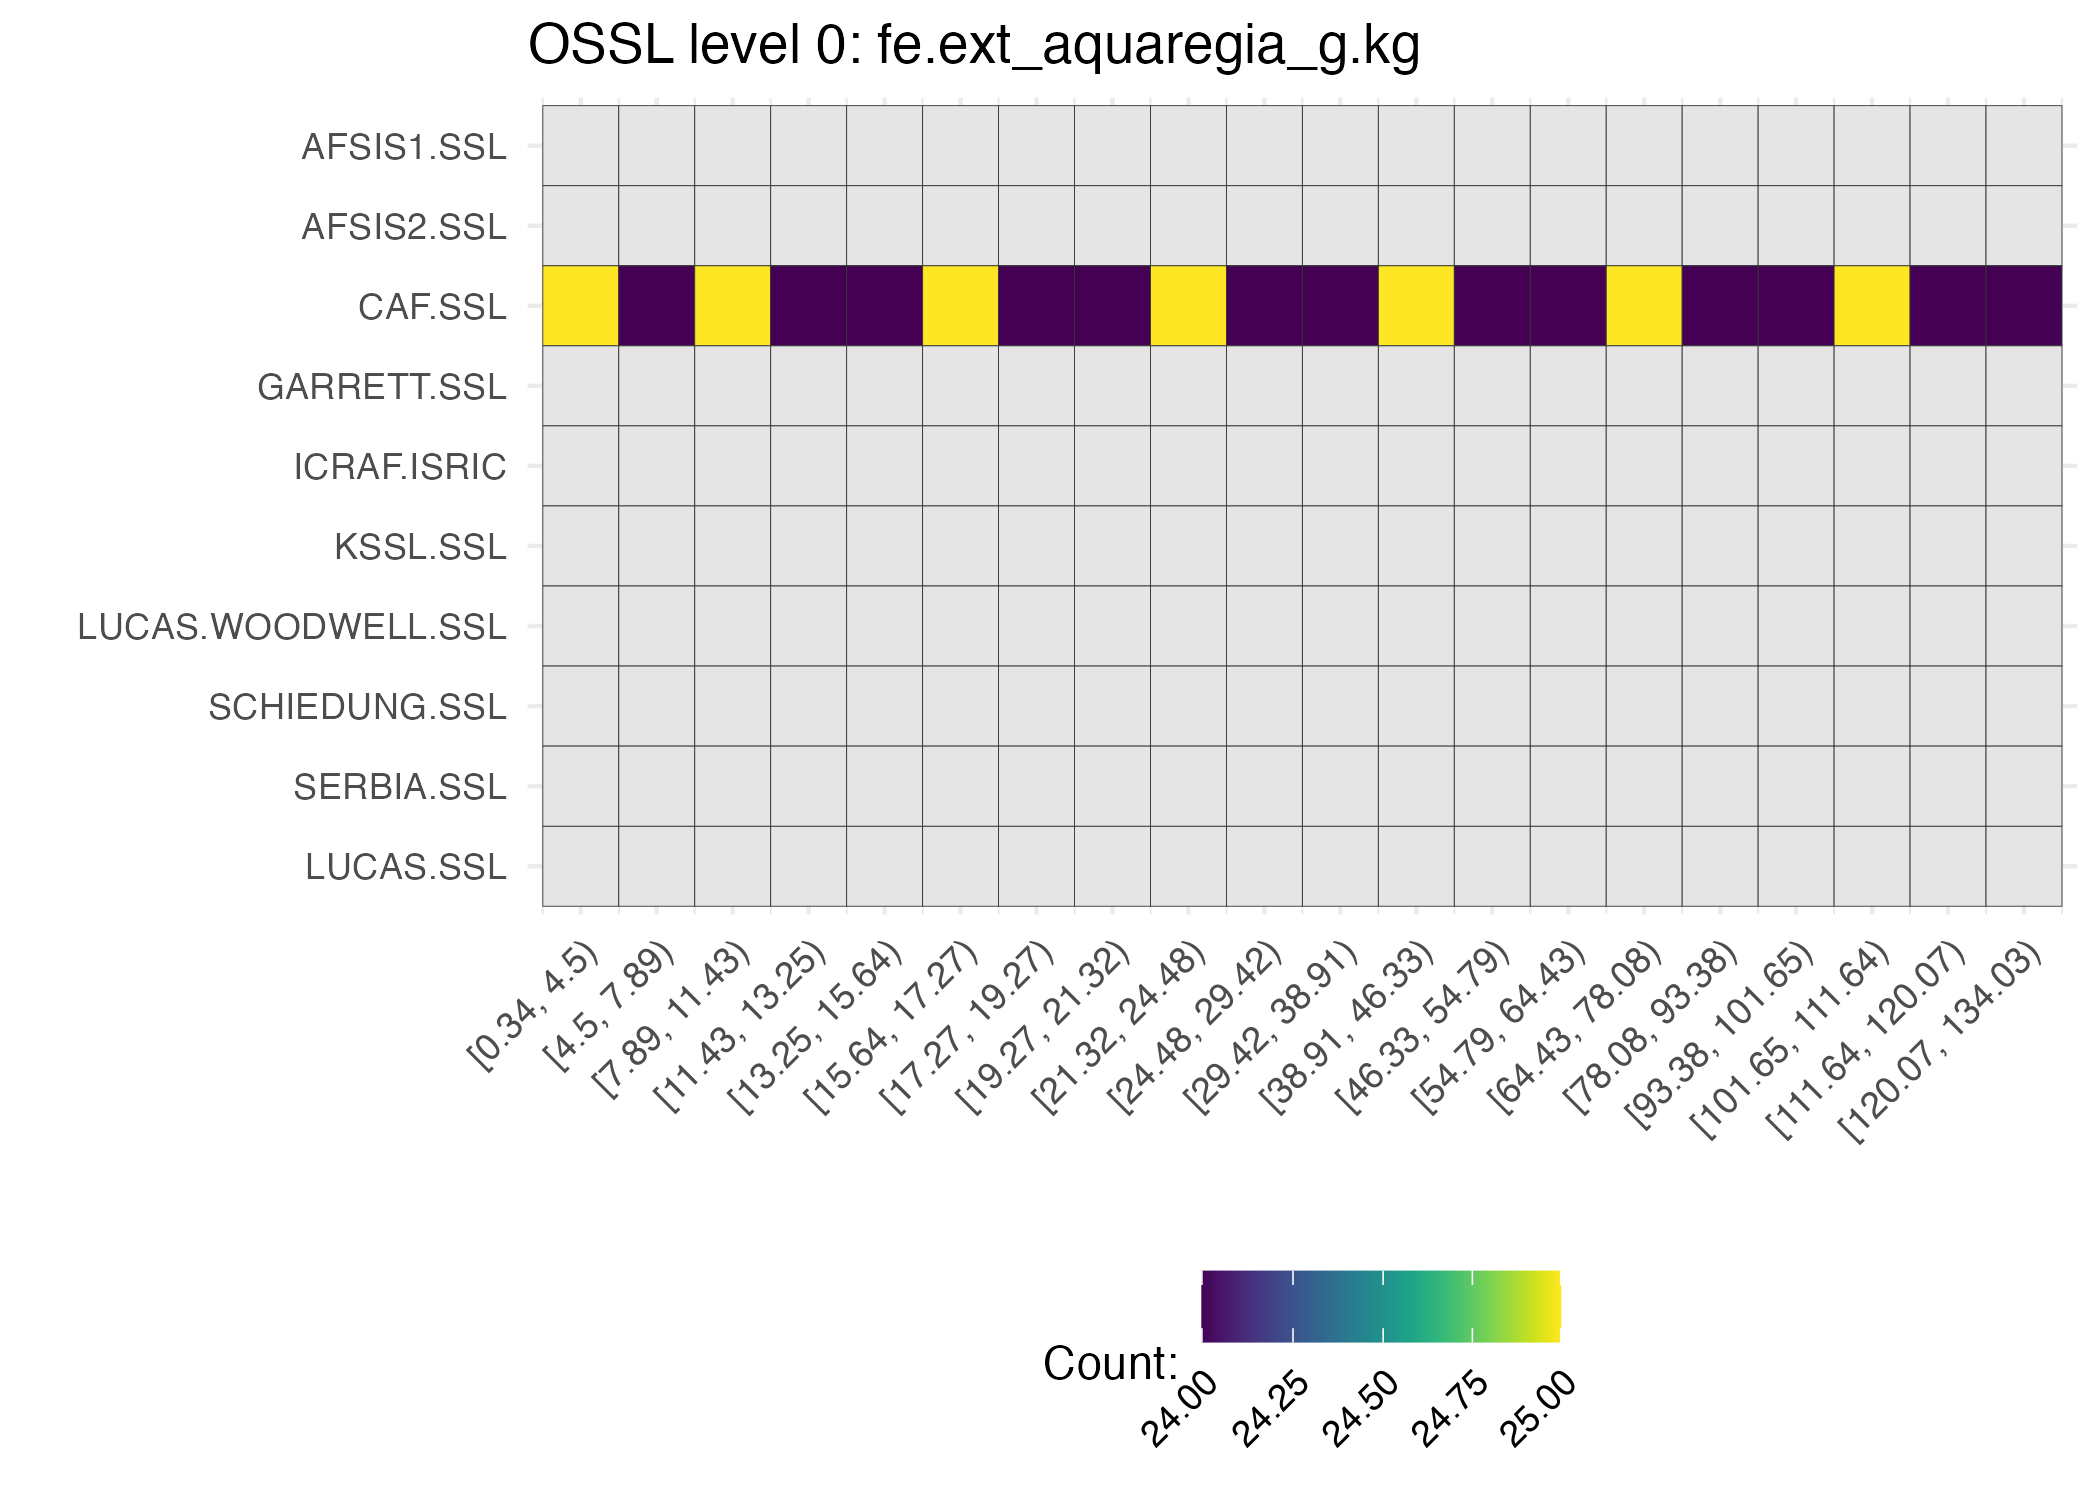 OSSL level 0: fe.ext_aquaregia_g.kg
AFSIS1.SSL
AFSIS2.SSL
CAF.SSL
GARRETT.SSL
ICRAF.ISRIC
KSSL.SSL
LUCAS.WOODWELL.SSL
SCHIEDUNG.SSL
SERBIA.SSL
LUCAS.SSL
[0.34, 4.5)
[4.5, 7.89)
[7.89, 11.43)
[11.43, 13.25)
[13.25, 15.64)
[15.64, 17.27)
[17.27, 19.27)
[19.27, 21.32)
[21.32, 24.48)
[24.48, 29.42)
[29.42, 38.91)
[38.91, 46.33)
[46.33, 54.79)
[54.79, 64.43)
[64.43, 78.08)
[78.08, 93.38)
[93.38, 101.65)
[101.65, 111.64)
[111.64, 120.07)
[120.07, 134.03)
Count:
24.00
24.25
24.50
24.75
25.00